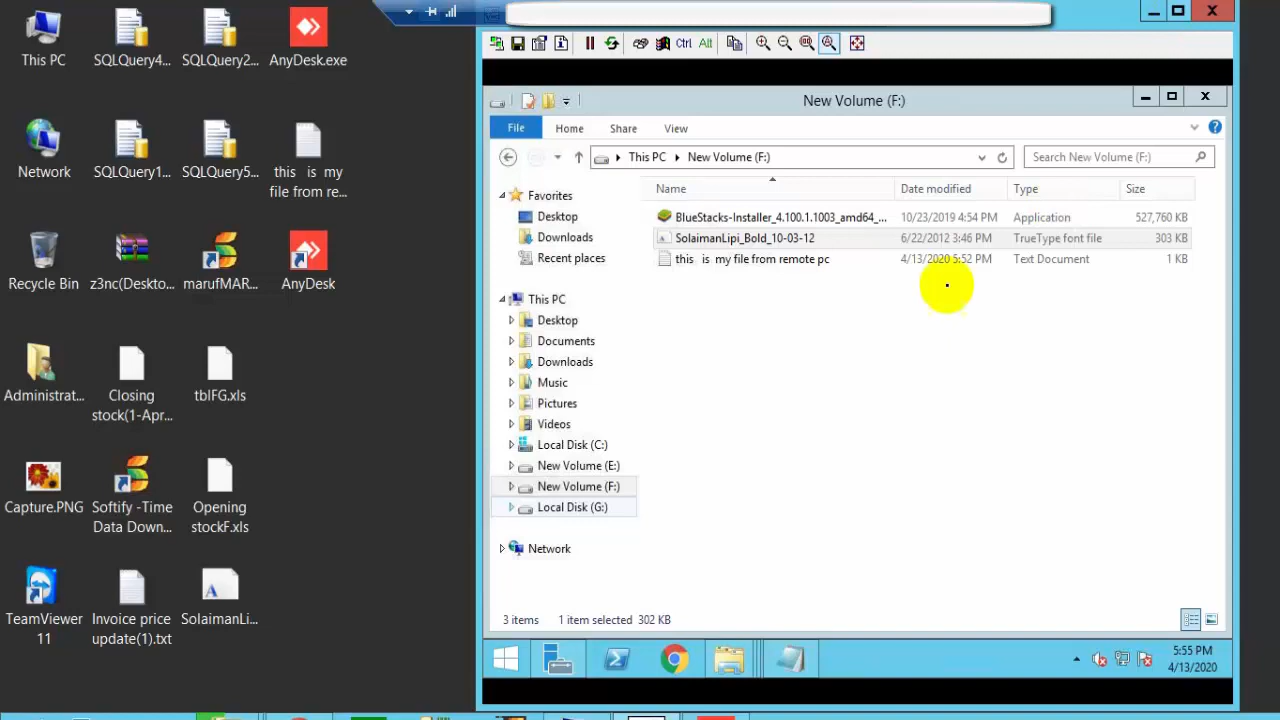 This PC
SQLQuery4...
SQLQuery2...
AnyDesk.exe
Network
SQLQuery1...
SQLQuery5...
this is my
file from re...
Recycle Bin
z3nc(Deskto...
marufMAR...
AnyDesk
Administrat...
Closing
stock(1-Apr...
tblFG.xls
Capture.PNG
Softify -Time
Data Down...
Opening
stockF.xls
TeamViewer
11
Invoice price
update(1).txt
SolaimanLi...
Ctrl Alt
New Volume (F:)
File Home Share View
This PC New Volume (F:)
Search New Volume (F:)
Favorites
Desktop
Downloads
Recent places
This PC
Desktop
Documents
Downloads
Music
Pictures
Videos
Local Disk (C:)
New Volume (E:)
New Volume (F:)
Local Disk (G:)
Network
Name Date modified Type Size
BlueStacks-Installer_4.100.1.1003_amd64_... 10/23/2019 4:54 PM Application 527,760 KB
SolaimanLipi_Bold_10-03-12 6/22/2012 3:46 PM TrueType font file 303 KB
this is my file from remote pc 4/13/2020 5:52 PM Text Document 1 KB
3 items 1 item selected 302 KB
5:55 PM
4/13/2020